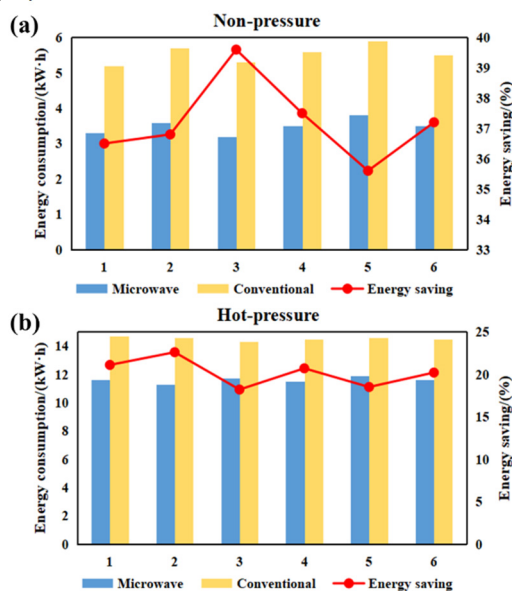 (a)
Non-pressure
Energy consumption/(kW·h)
6
5
4
3
2
1
0
40
39
38
37
36
35
34
33
Energy saving/(%)
1 2 3 4 5 6
Microwave Conventional Energy saving
(b)
Hot-pressure
Energy consumption/(kW·h)
14
12
10
8
6
4
2
0
25
20
15
10
5
0
Energy saving/(%)
1 2 3 4 5 6
Microwave Conventional Energy saving